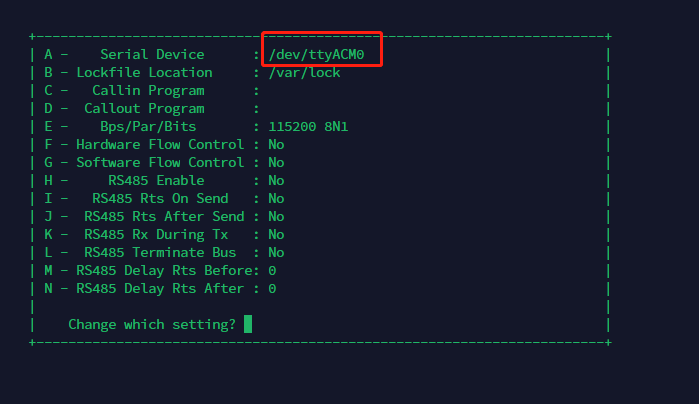 A - Serial Device : /dev/ttyACM0
B - Lockfile Location : /var/lock
C - Callin Program :
D - Callout Program :
E - Bps/Par/Bits : 115200 8N1
F - Hardware Flow Control : No
G - Software Flow Control : No
H - RS485 Enable : No
I - RS485 Rts On Send : No
J - RS485 Rts After Send : No
K - RS485 Rx During Tx : No
L - RS485 Terminate Bus : No
M - RS485 Delay Rts Before: 0
N - RS485 Delay Rts After : 0
Change which setting?